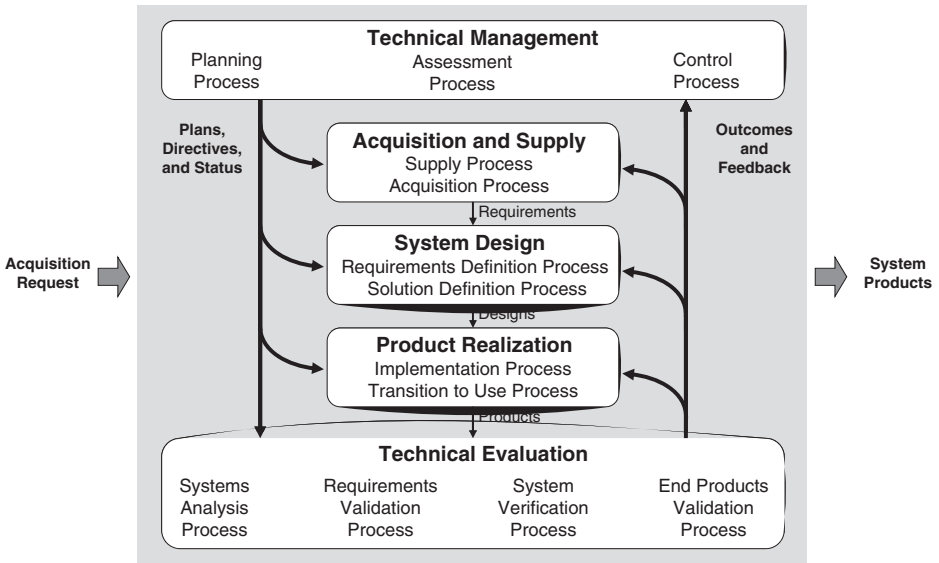 Technical Management
Planning
Process
Assessment
Process
Control
Process
Plans,
Directives,
and Status
Outcomes
and
Feedback
Acquisition and Supply
Supply Process
Acquisition Process
Requirements
System Design
Requirements Definition Process
Solution Definition Process
Designs
Acquisition
Request
System
Products
Product Realization
Implementation Process
Transition to Use Process
Products
Technical Evaluation
Systems
Analysis
Process
Requirements
Validation
Process
System
Verification
Process
End Products
Validation
Process